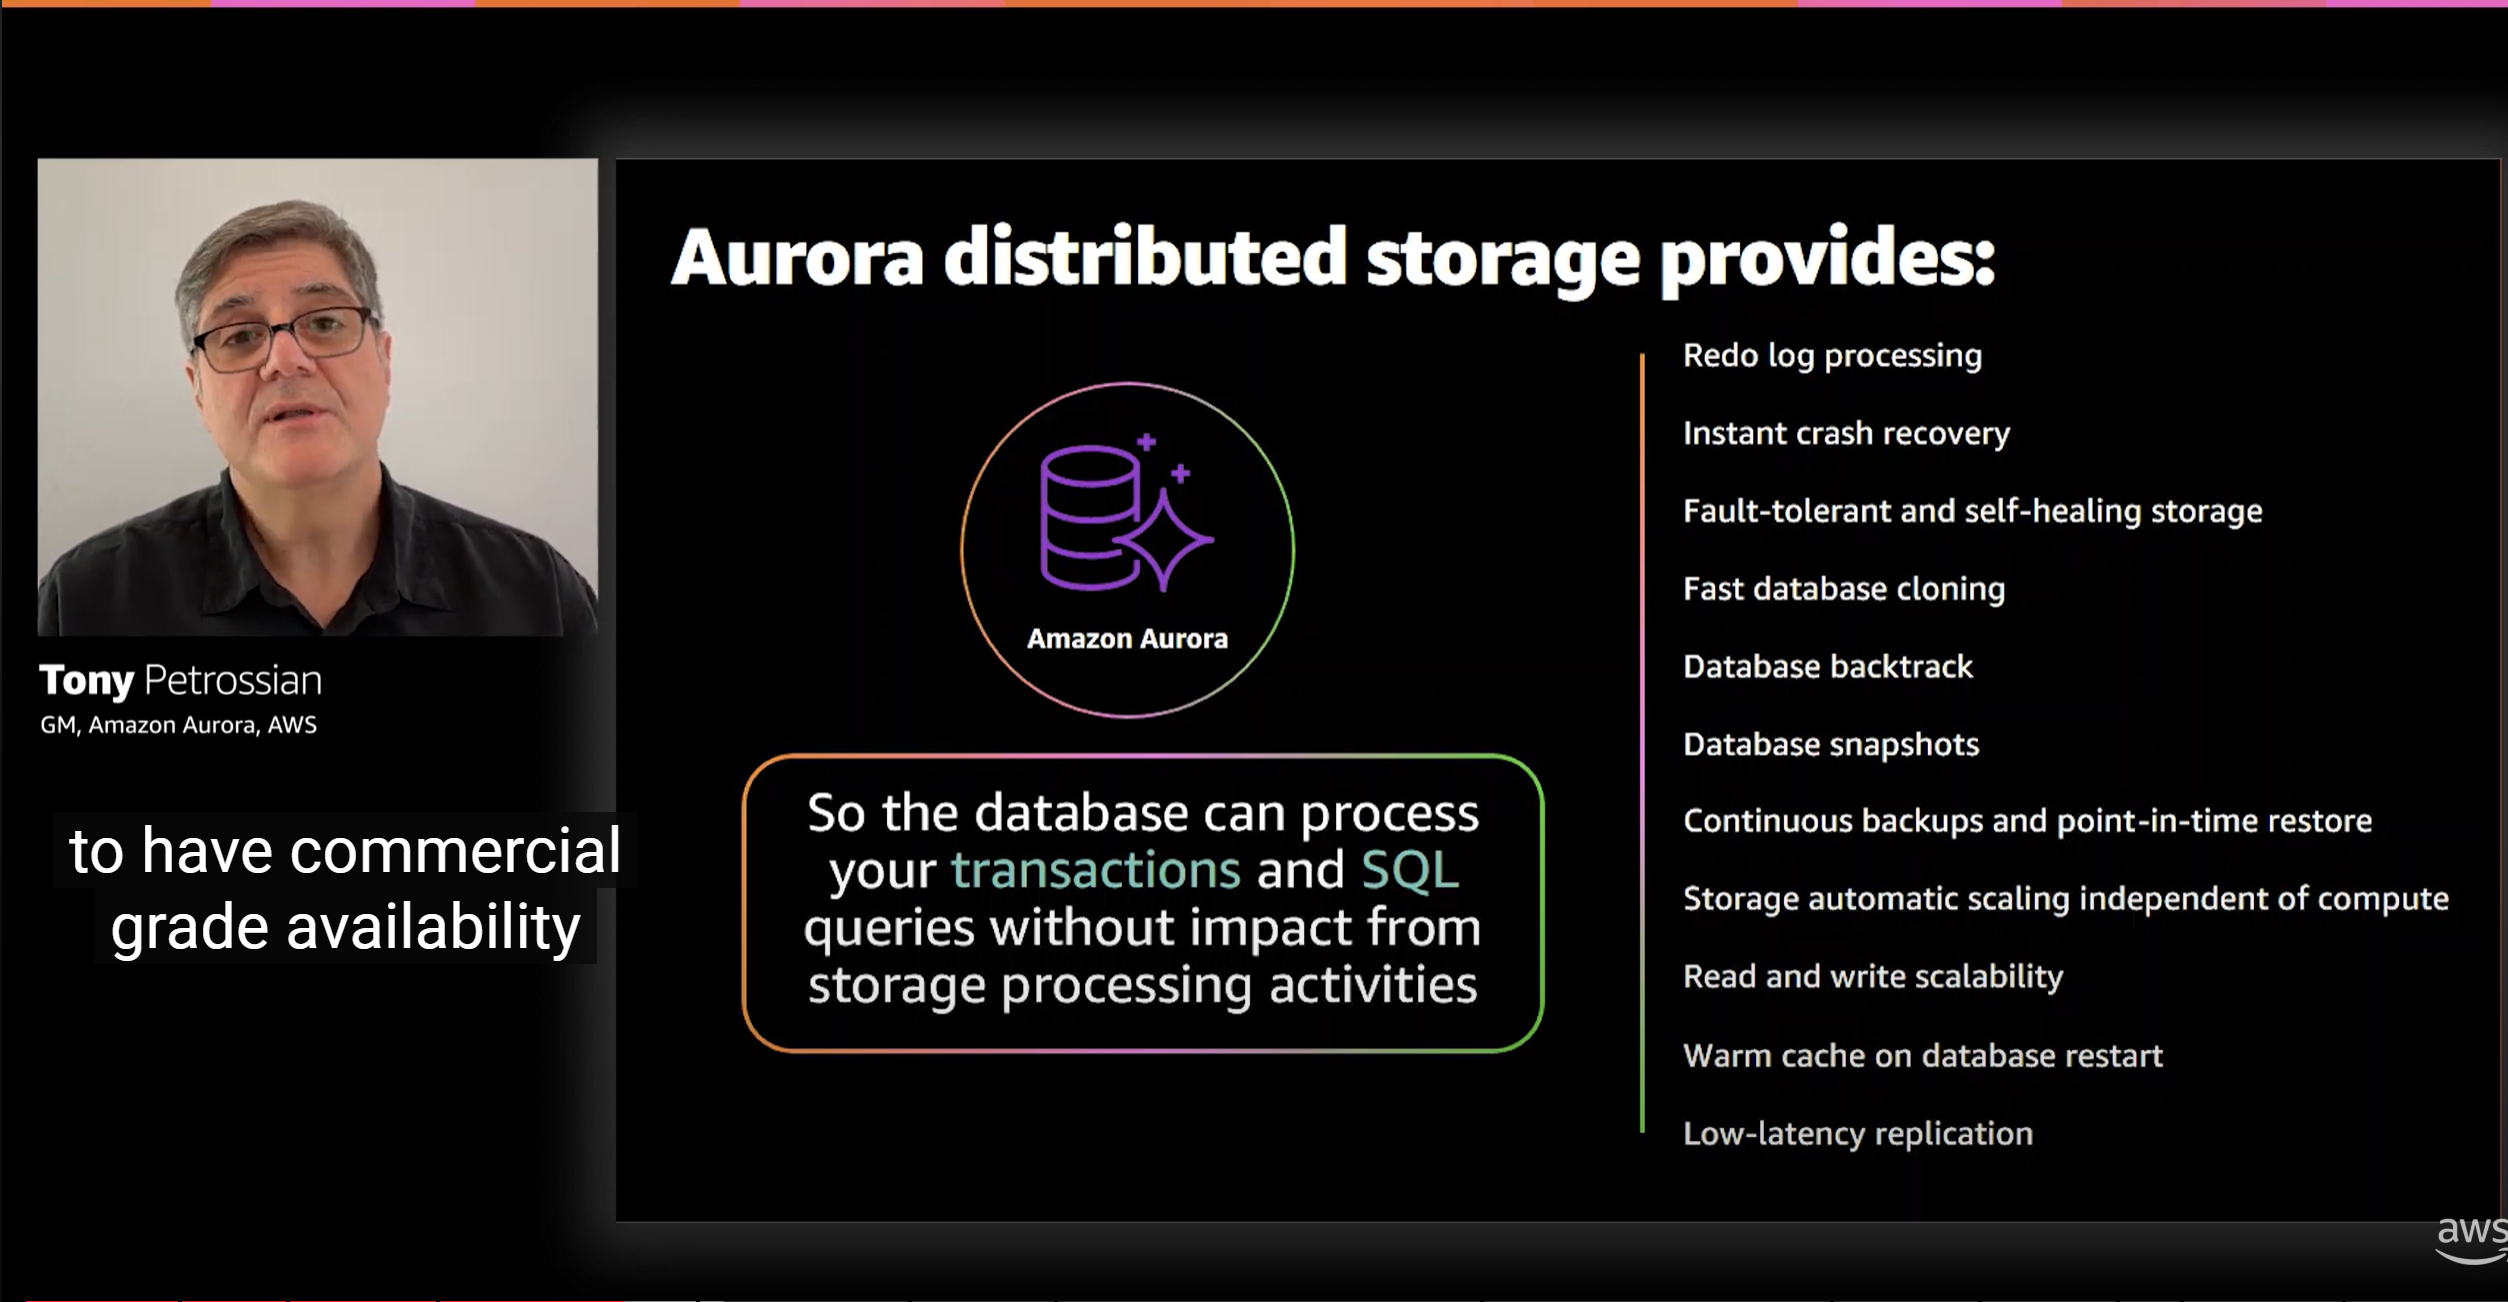 Tony Petrossian
GM, Amazon Aurora, AWS
to have commercial
grade availability
Aurora distributed storage provides:
Amazon Aurora
So the database can process
your transactions and SQL
queries without impact from
storage processing activities
Redo log processing
Instant crash recovery
Fault-tolerant and self-healing storage
Fast database cloning
Database backtrack
Database snapshots
Continuous backups and point-in-time restore
Storage automatic scaling independent of compute
Read and write scalability
Warm cache on database restart
Low-latency replication
aws